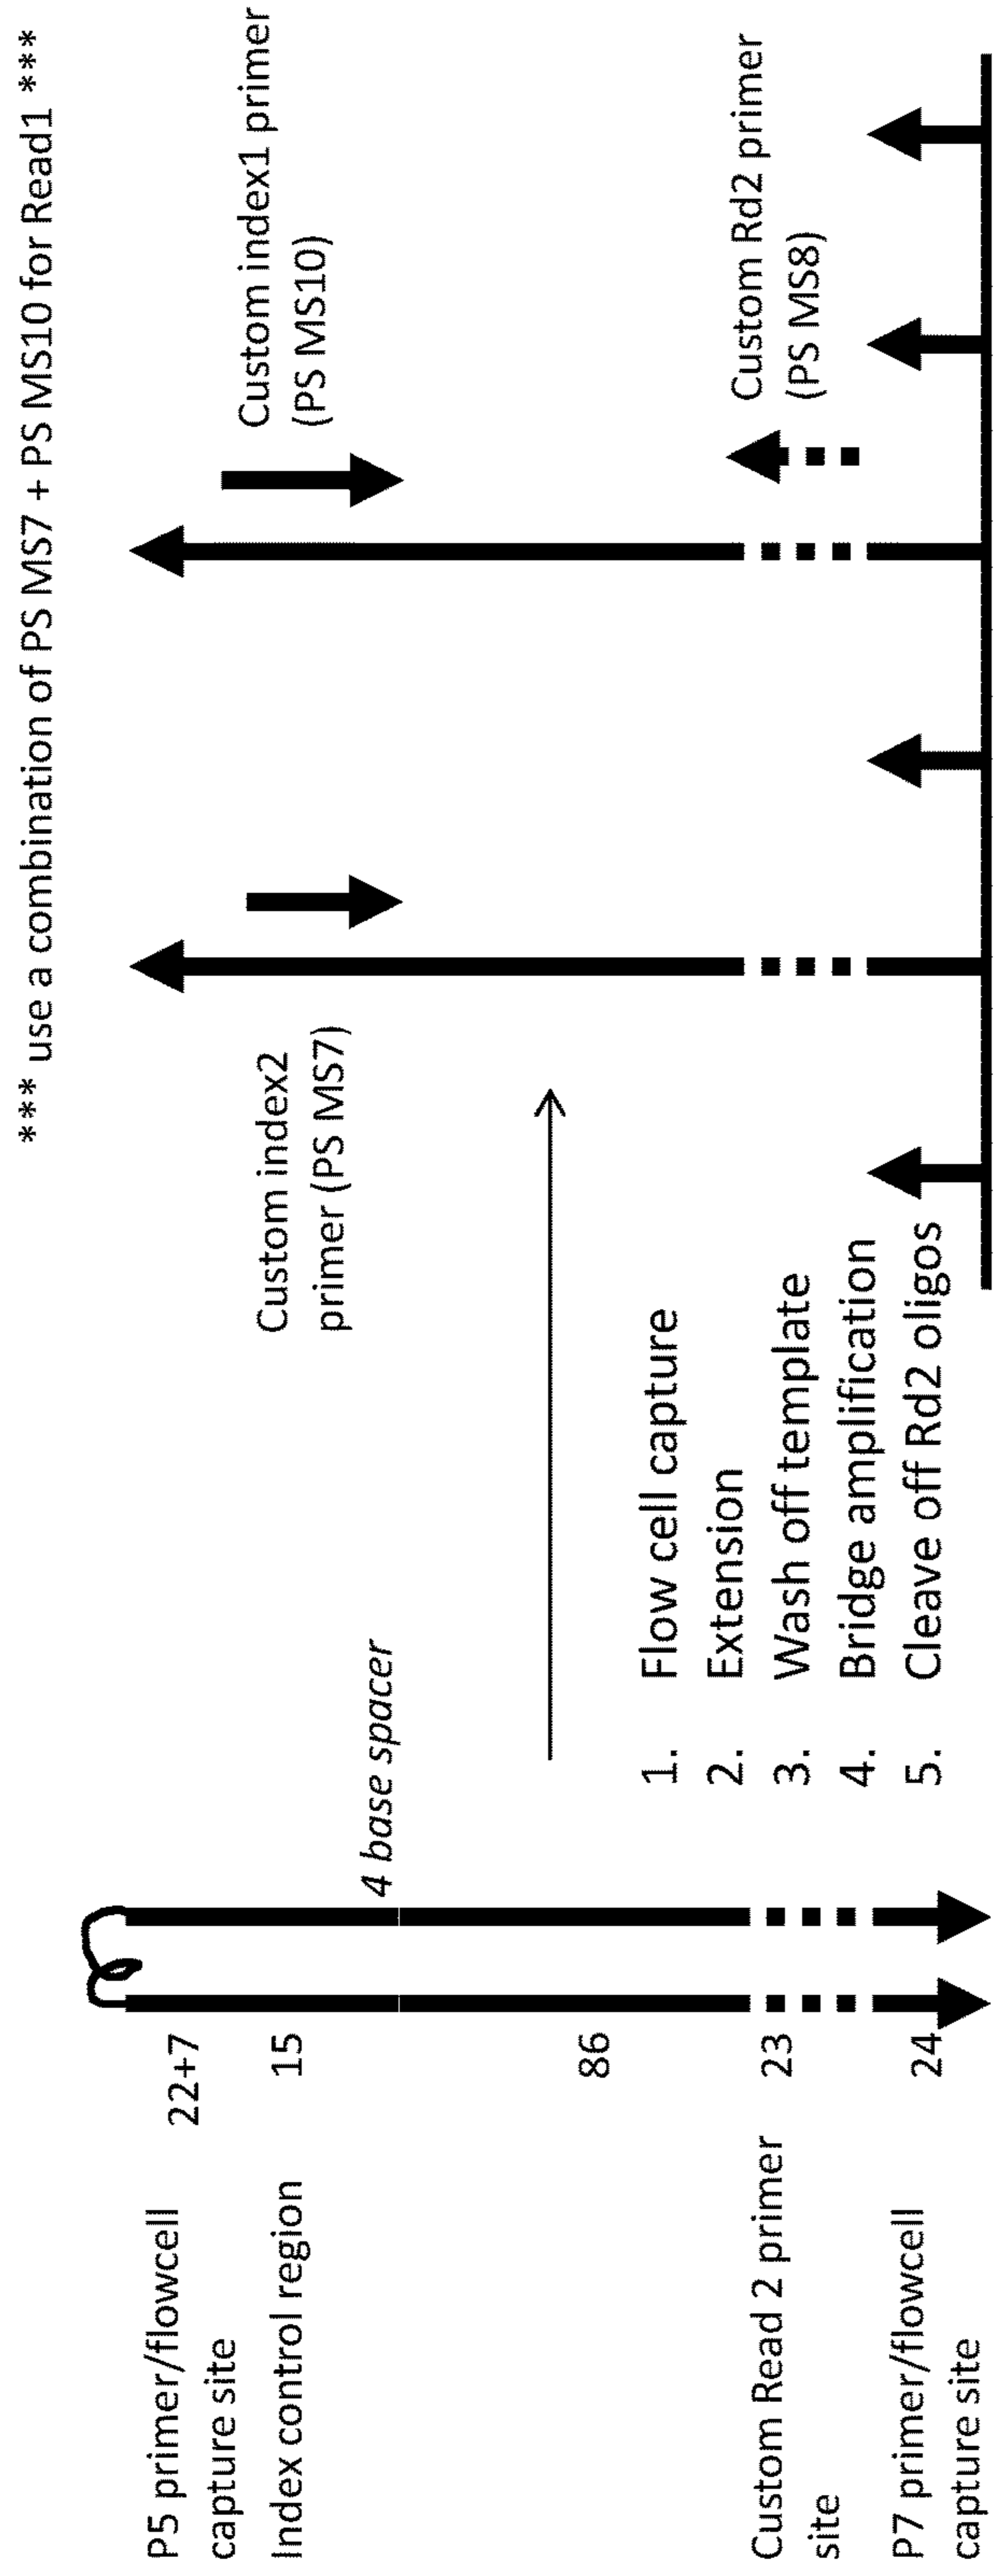 *** use a combination of PS MS7 + PS MS10 for Read1 ***
P5 primer/flowcell
capture site
22+7
Index control region
15
4 base spacer
86
Custom Read 2 primer
site
23
P7 primer/flowcell
capture site
24
1. Flow cell capture
2. Extension
3. Wash off template
4. Bridge amplification
5. Cleave off Rd2 oligos
Custom index2
primer (PS MS7)
Custom index1 primer
(PS MS10)
Custom Rd2 primer
(PS MS8)